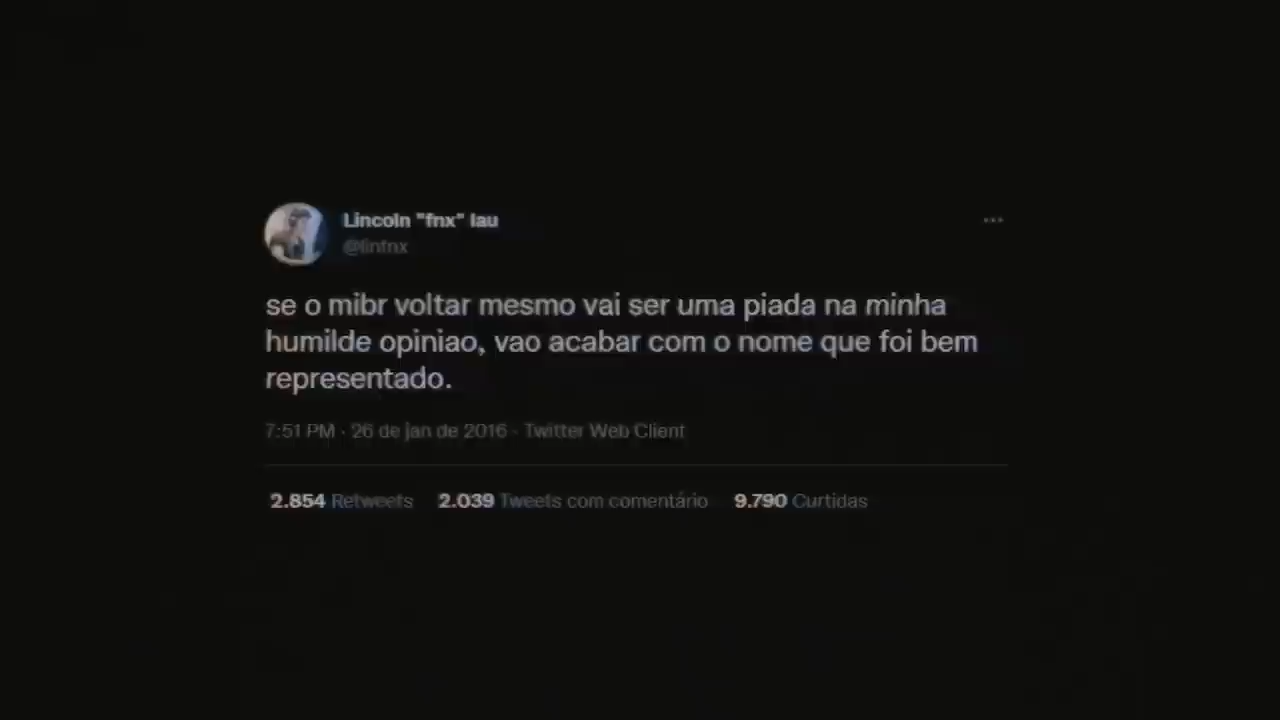 Lincoln "fnx" lau
@linfnx
se o mibr voltar mesmo vai ser uma piada na minha
humilde opiniao, vao acabar com o nome que foi bem
representado.
7:51 PM · 26 de jan de 2016 · Twitter Web Client
2.854 Retweets 2.039 Tweets com comentário 9.790 Curtidas